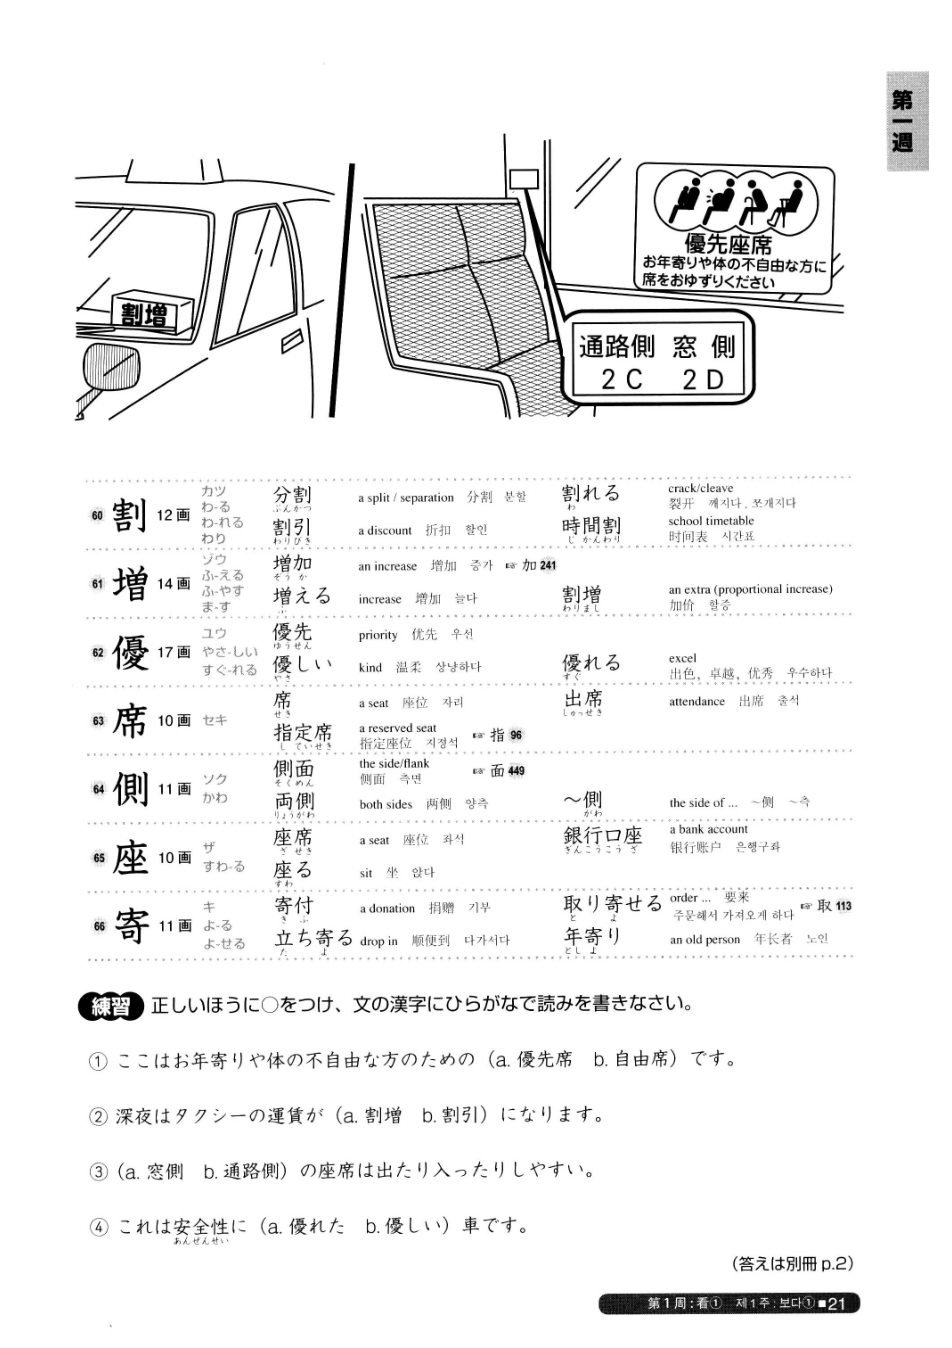 第一週
割増
優先座席
お年寄りや体の不自由な方に
席をおゆずりください
通路側 窓側
2C 2D
60 割 12画 カツ わ-る わ-れる わり
分割 ぶんかつ a split / separation 分割 분할
割れる わ crack/cleave 裂开 깨지다, 쪼개지다
割引 わりびき a discount 折扣 할인
時間割 じかんわり school timetable 时间表 시간표
61 増 14画 ゾウ ふ-える ふ-やす ま-す
増加 ぞうか an increase 增加 증가 ☞加241
増える ふ increase 增加 늘다
割増 わりまし an extra (proportional increase) 加价 할증
62 優 17画 ユウ やさ-しい すぐ-れる
優先 ゆうせん priority 优先 우선
優しい やさ kind 温柔 상냥하다
優れる すぐ excel 出色, 卓越, 优秀 우수하다
63 席 10画 セキ
席 せき a seat 座位 자리
出席 しゅっせき attendance 出席 출석
指定席 していせき a reserved seat 指定座位 지정석 ☞指96
64 側 11画 ソク かわ
側面 そくめん the side/flank 侧面 측면 ☞面449
両側 りょうがわ both sides 两侧 양측
～側 がわ the side of ... ～侧 ～측
65 座 10画 ザ すわ-る
座席 ざせき a seat 座位 좌석
銀行口座 ぎんこうこうざ a bank account 银行账户 은행구좌
座る すわ sit 坐 앉다
66 寄 11画 キ よ-る よ-せる
寄付 きふ a donation 捐赠 기부
取り寄せる と よ order ... 要来 주문해서 가져오게 하다 ☞取113
立ち寄る た よ drop in 顺便到 다가서다
年寄り としよ an old person 年长者 노인
練習 正しいほうに○をつけ、文の漢字にひらがなで読みを書きなさい。
① ここはお年寄りや体の不自由な方のための（a. 優先席 b. 自由席）です。
② 深夜はタクシーの運賃が（a. 割増 b. 割引）になります。
③（a. 窓側 b. 通路側）の座席は出たり入ったりしやすい。
④ これは安全性に（a. 優れた b. 優しい）車です。
あんぜんせい
（答えは別冊 p.2）
第1周:看① 제1주:보다① ■21